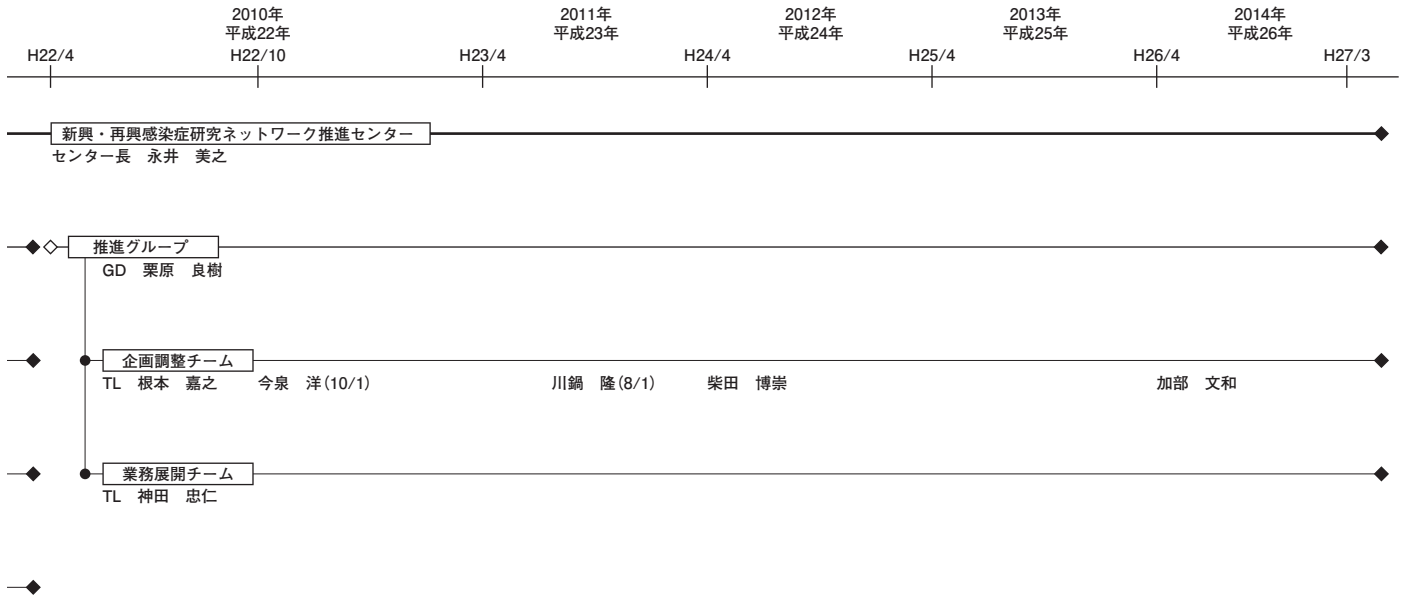 2010年 2011年 2012年 2013年 2014年
平成22年 平成23年 平成24年 平成25年 平成26年
H22/4 H22/10 H23/4 H24/4 H25/4 H26/4 H27/3
新興・再興感染症研究ネットワーク推進センター
センター長 永井 美之
推進グループ
GD 栗原 良樹
企画調整チーム
TL 根本 嘉之 今泉 洋(10/1) 川鍋 隆(8/1) 柴田 博崇 加部 文和
業務展開チーム
TL 神田 忠仁